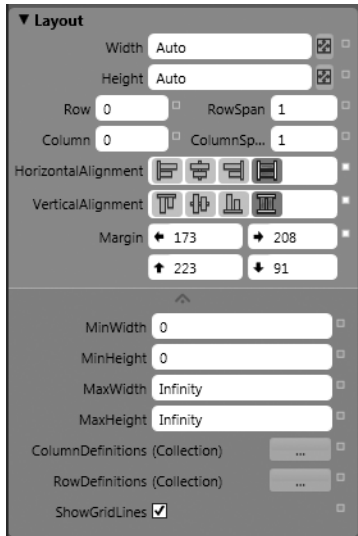 Layout
Width Auto
Height Auto
Row 0 RowSpan 1
Column 0 ColumnSp... 1
HorizontalAlignment
VerticalAlignment
Margin 173 208
223 91
MinWidth 0
MinHeight 0
MaxWidth Infinity
MaxHeight Infinity
ColumnDefinitions (Collection) ...
RowDefinitions (Collection) ...
ShowGridLines